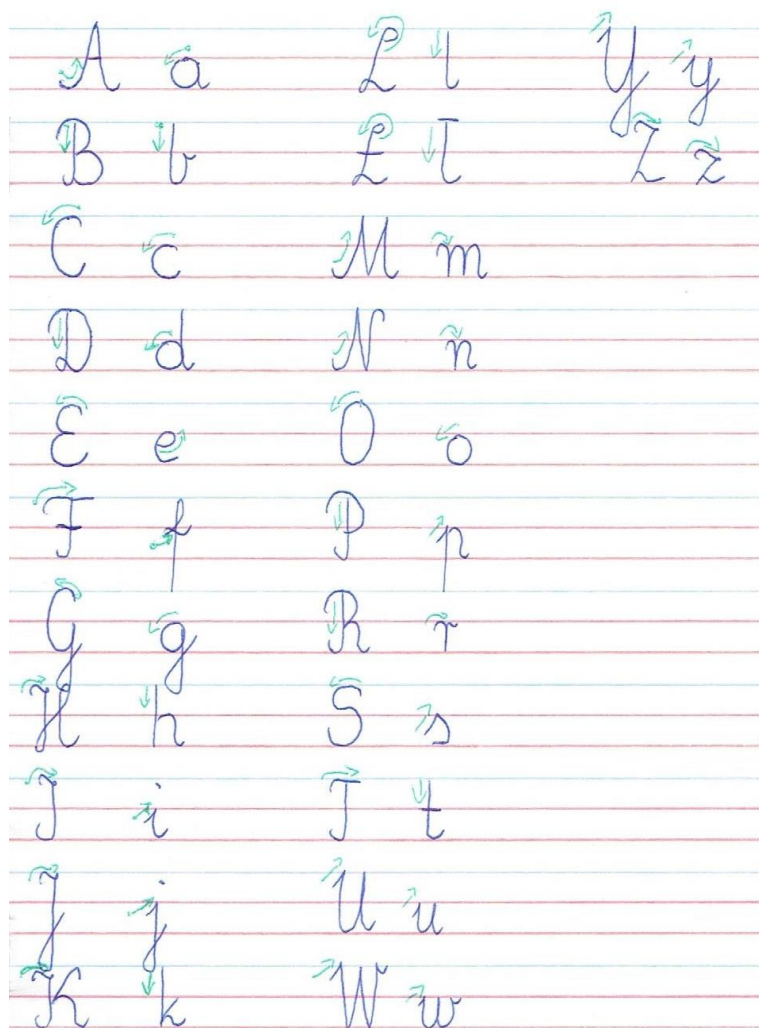 A a L l Y y
B b Ł ł Z z
C c M m
D d N n
E e O o
F f P p
G g R r
H h S s
I i T t
J j U u
K k W w